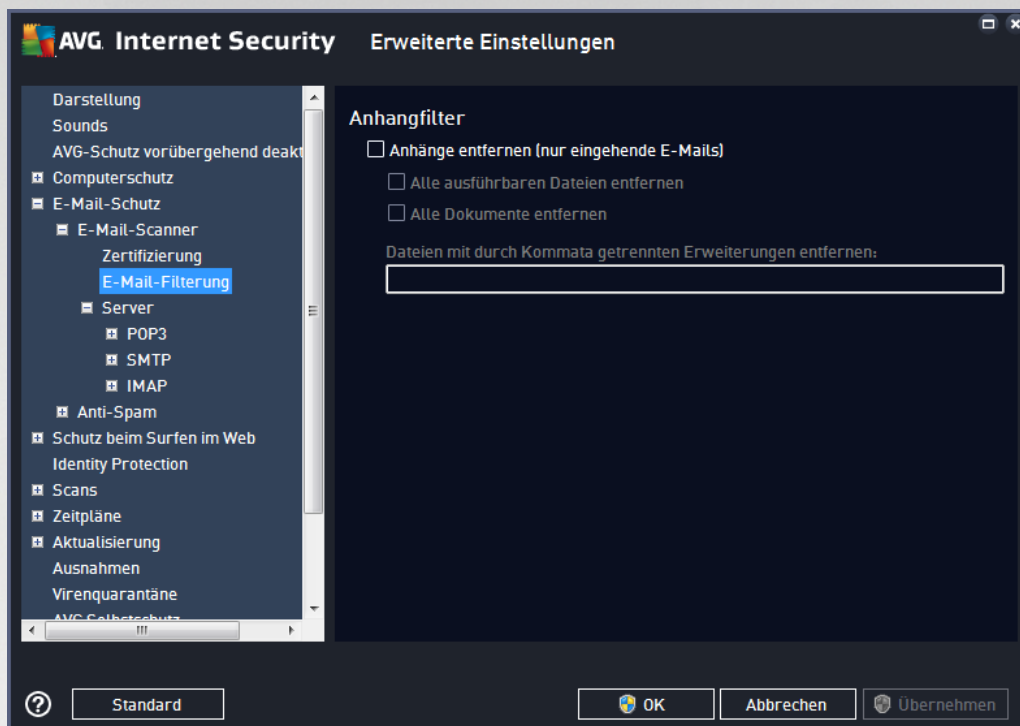 AVG. Internet Security Erweiterte Einstellungen
Darstellung
Sounds
AVG-Schutz vorübergehend deakt
Computerschutz
E-Mail-Schutz
E-Mail-Scanner
Zertifizierung
E-Mail-Filterung
Server
POP3
SMTP
IMAP
Anti-Spam
Schutz beim Surfen im Web
Identity Protection
Scans
Zeitpläne
Aktualisierung
Ausnahmen
Virenquarantäne
AVG Selbstschutz
Anhangfilter
Anhänge entfernen (nur eingehende E-Mails)
Alle ausführbaren Dateien entfernen
Alle Dokumente entfernen
Dateien mit durch Kommata getrennten Erweiterungen entfernen:
Standard
OK
Abbrechen
Übernehmen